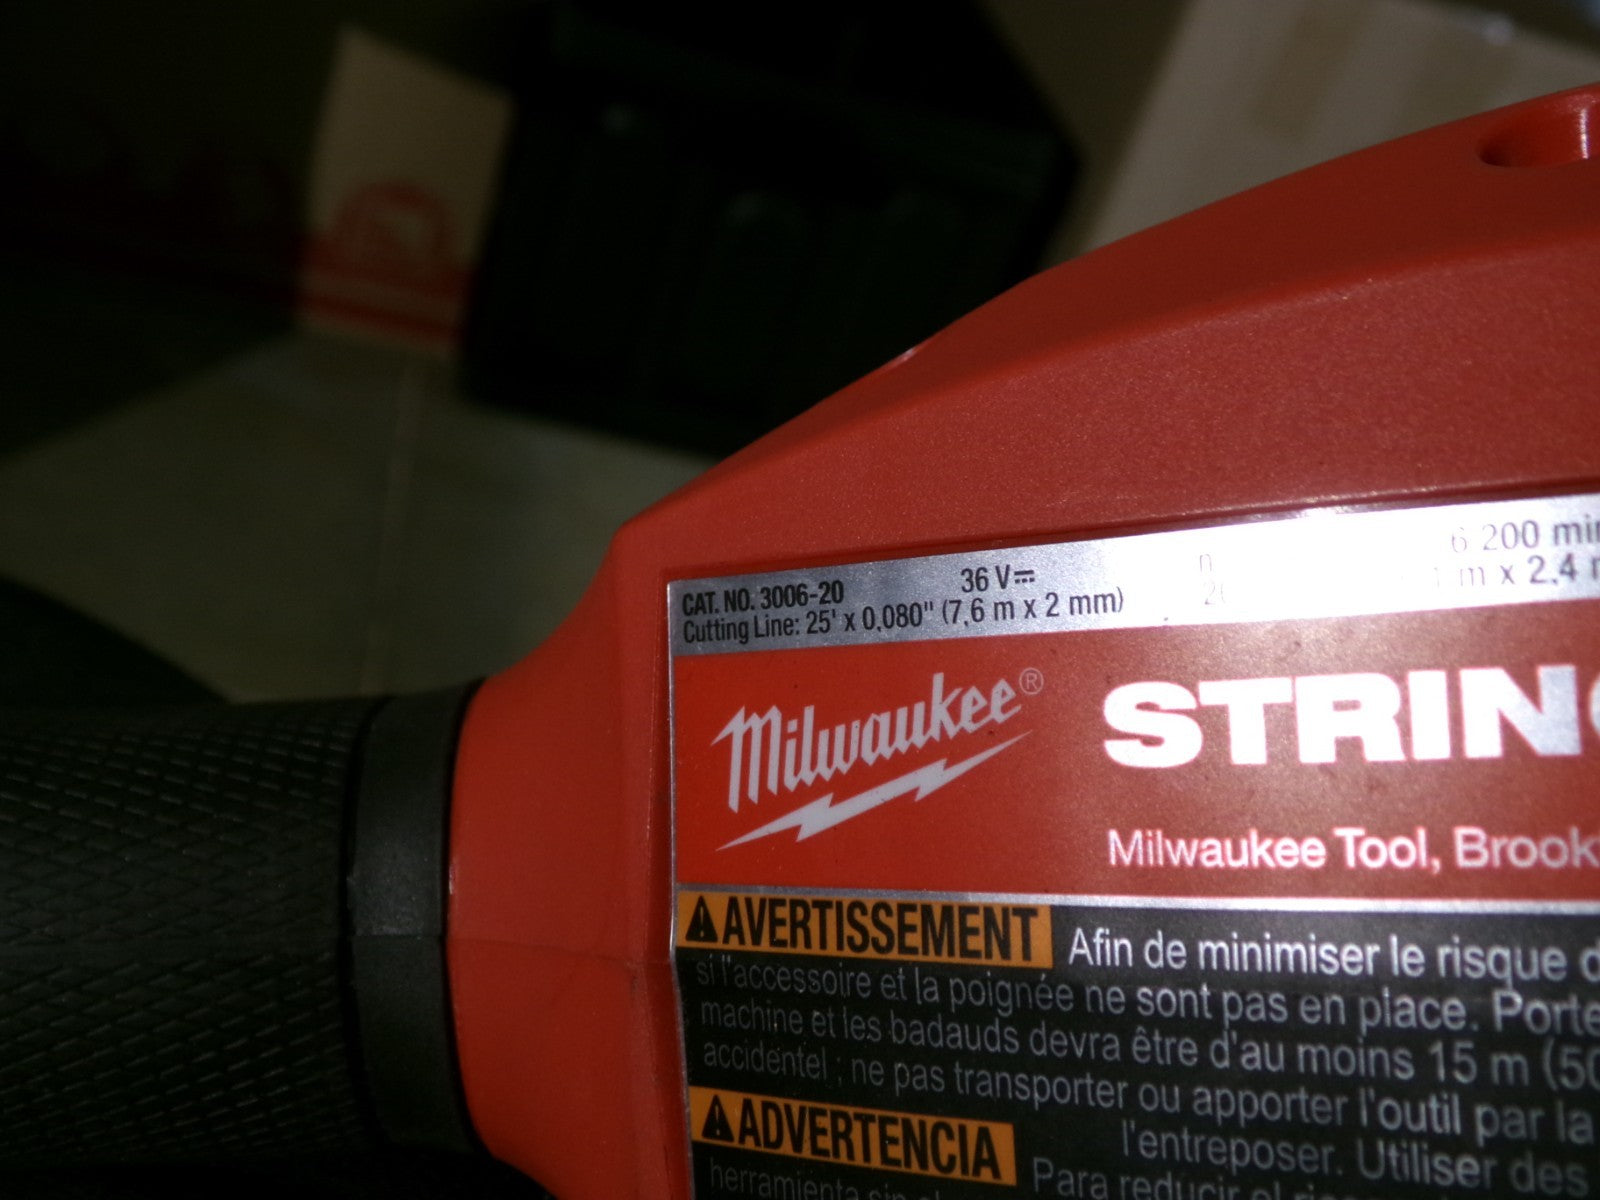 CAT. NO. 3006-20 36 V 6 200 min
Cutting Line: 25' x 0,080" (7,6 m x 2 mm) m x 2.4
Milwaukee® STRING
Milwaukee Tool, Brook
AVERTISSEMENT Afin de minimiser le risque d
si l'accessoire et la poignée ne sont pas en place. Porte
machine et les badauds devra être d'au moins 15 m (50
accidentel ; ne pas transporter ou apporter l'outil par la
l'entreposer. Utiliser des
ADVERTENCIA Para reducir el
herramienta sin